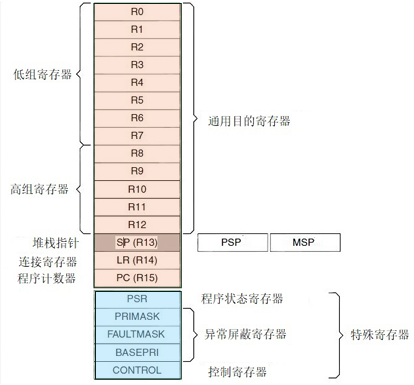 R0
R1
R2
R3
低组寄存器
R4
R5
R6
R7
通用目的寄存器
R8
R9
高组寄存器
R10
R11
R12
堆栈指针 SP (R13) PSP MSP
连接寄存器 LR (R14)
程序计数器 PC (R15)
PSR 程序状态寄存器
PRIMASK
FAULTMASK 异常屏蔽寄存器 特殊寄存器
BASEPRI
CONTROL 控制寄存器